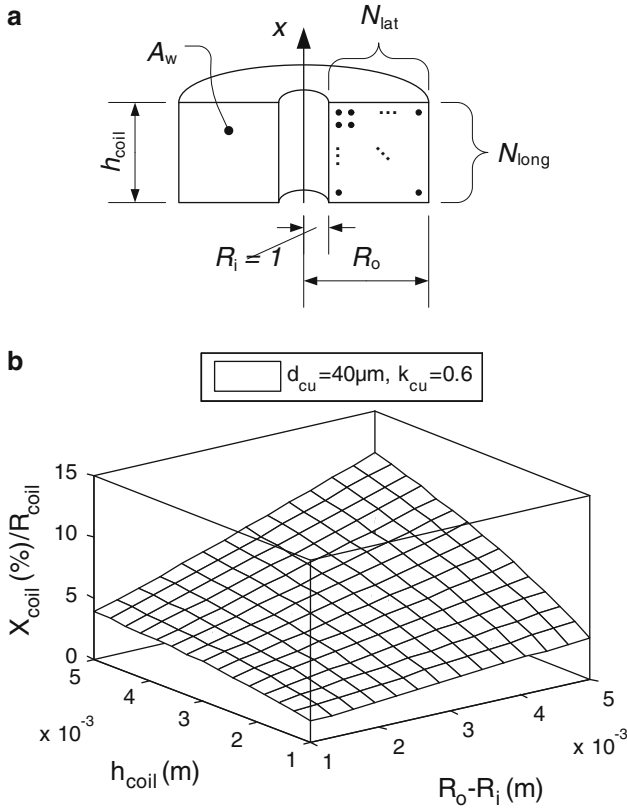 a
x
N_lat
A_w
h_coil
N_long
R_i = 1
R_o
b
d_cu=40µm, k_cu=0.6
X_coil (%)/R_coil
15
10
5
0
5
4
3
2
1
x 10^-3
h_coil (m)
1
2
3
4
5
x 10^-3
R_o-R_i (m)